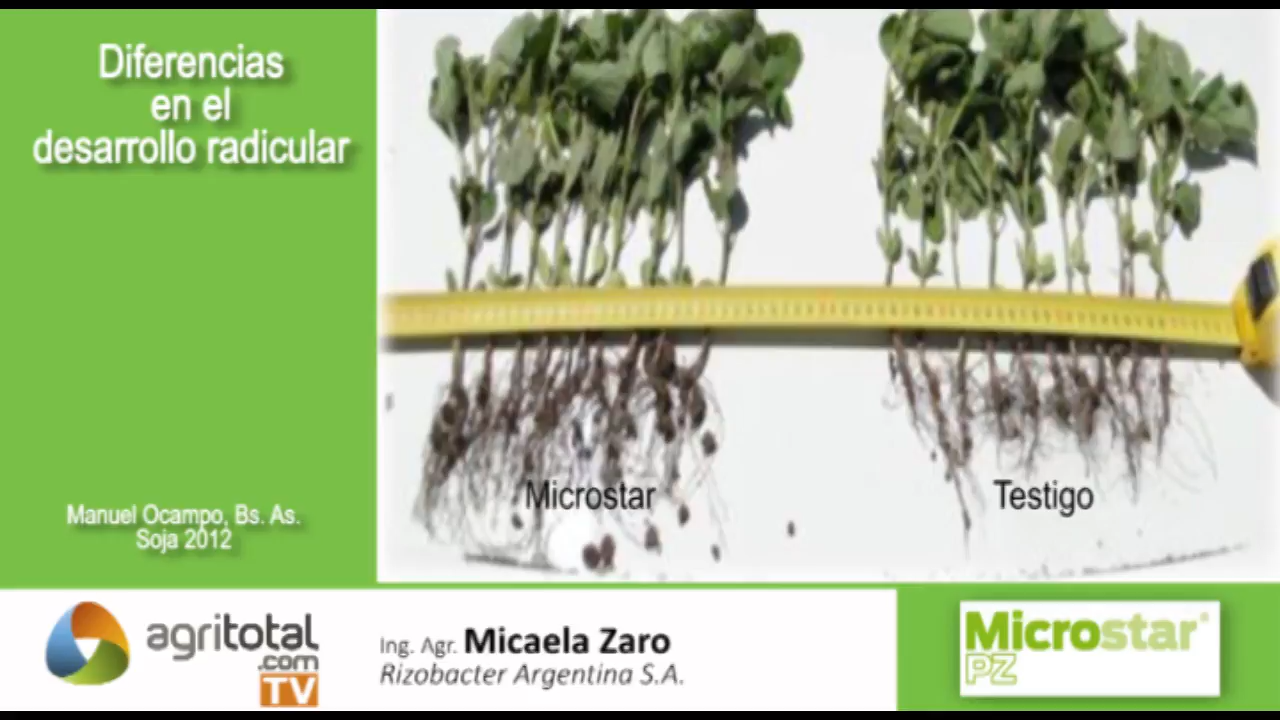 Diferencias
en el
desarrollo radicular
Microstar
Testigo
Manuel Ocampo, Bs. As.
Soja 2012
agritotal
.com
TV
Ing. Agr. Micaela Zaro
Rizobacter Argentina S.A.
Microstar®
PZ